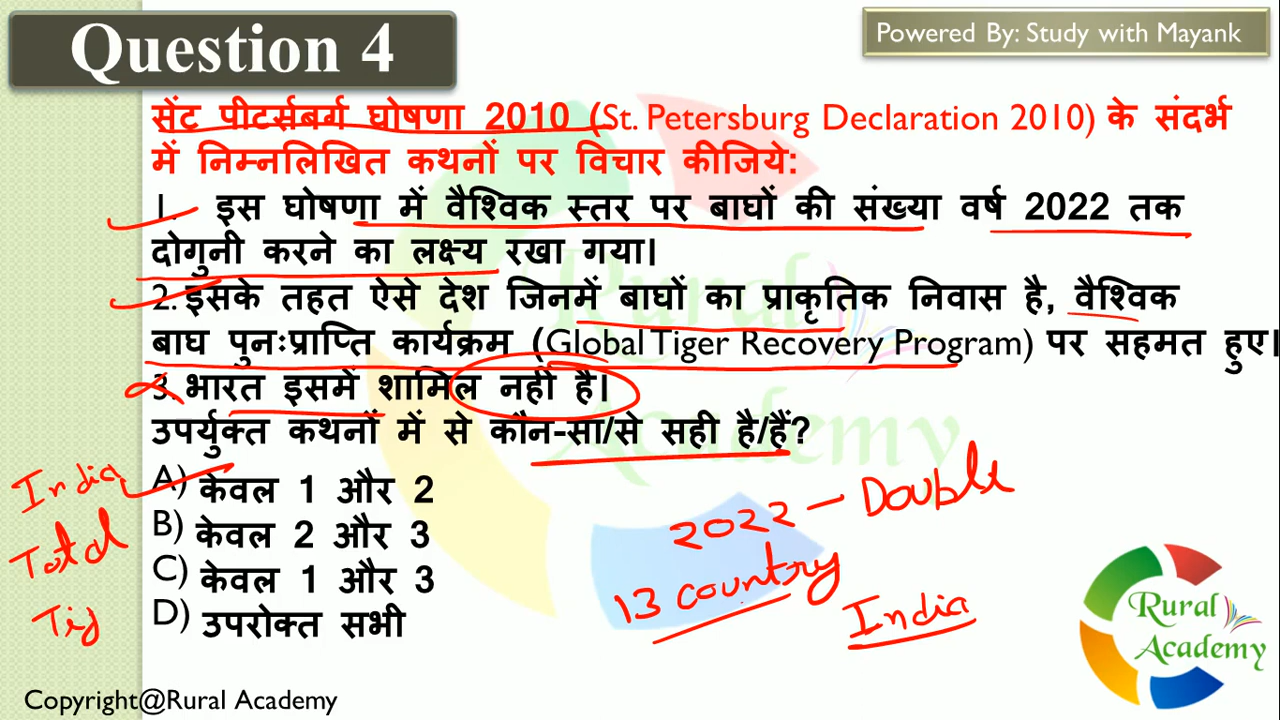 Question 4
Powered By: Study with Mayank
सेंट पीटर्सबर्ग घोषणा 2010 (St. Petersburg Declaration 2010) के संदर्भ
में निम्नलिखित कथनों पर विचार कीजिये:
1. इस घोषणा में वैश्विक स्तर पर बाघों की संख्या वर्ष 2022 तक
दोगुनी करने का लक्ष्य रखा गया।
2. इसके तहत ऐसे देश जिनमें बाघों का प्राकृतिक निवास है, वैश्विक
बाघ पुनःप्राप्ति कार्यक्रम (Global Tiger Recovery Program) पर सहमत हुए।
3. भारत इसमें शामिल नही है।
उपर्युक्त कथनों में से कौन-सा/से सही है/हैं?
A) केवल 1 और 2
B) केवल 2 और 3
C) केवल 1 और 3
D) उपरोक्त सभी
India
Total
Tig
2022 - Double
13 country
India
Rural
Academy
Rural
Academy
Copyright@Rural Academy